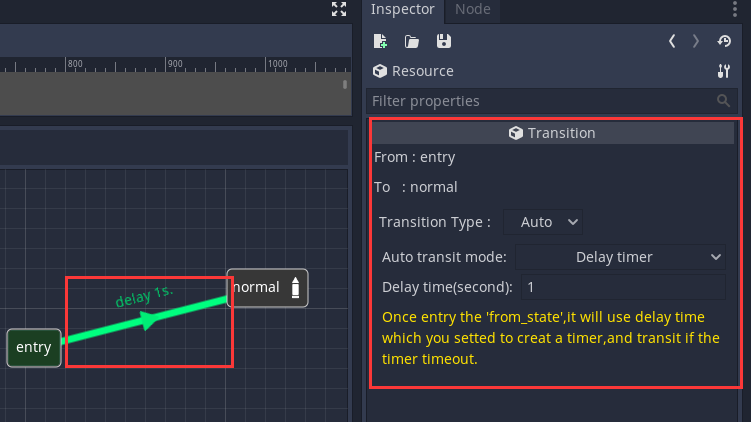 Inspector Node
800 900 1000
Resource
Filter properties
Transition
From : entry
To : normal
Transition Type : Auto
Auto transit mode: Delay timer
Delay time(second): 1
Once entry the 'from_state',it will use delay time
which you setted to creat a timer,and transit if the
timer timeout.
delay 1s.
normal
entry